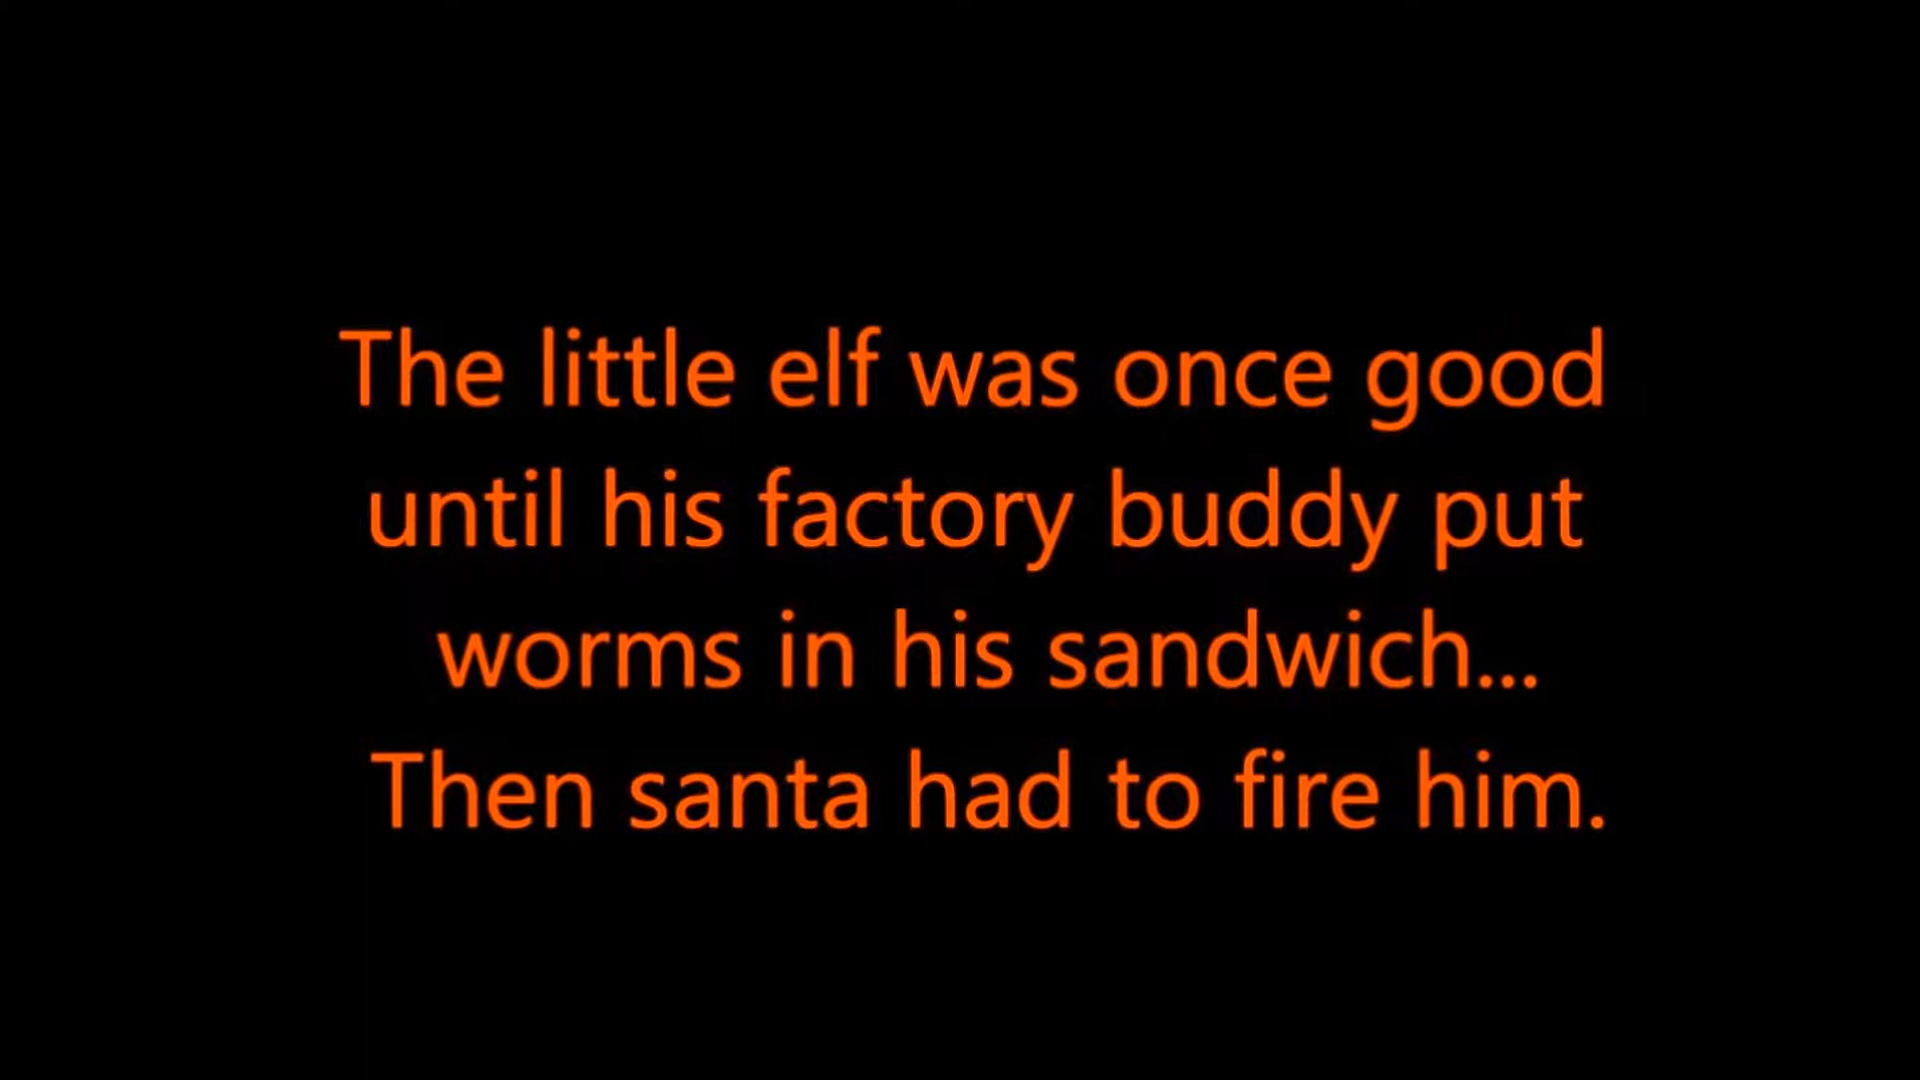 The little elf was once good
until his factory buddy put
worms in his sandwich...
Then santa had to fire him.